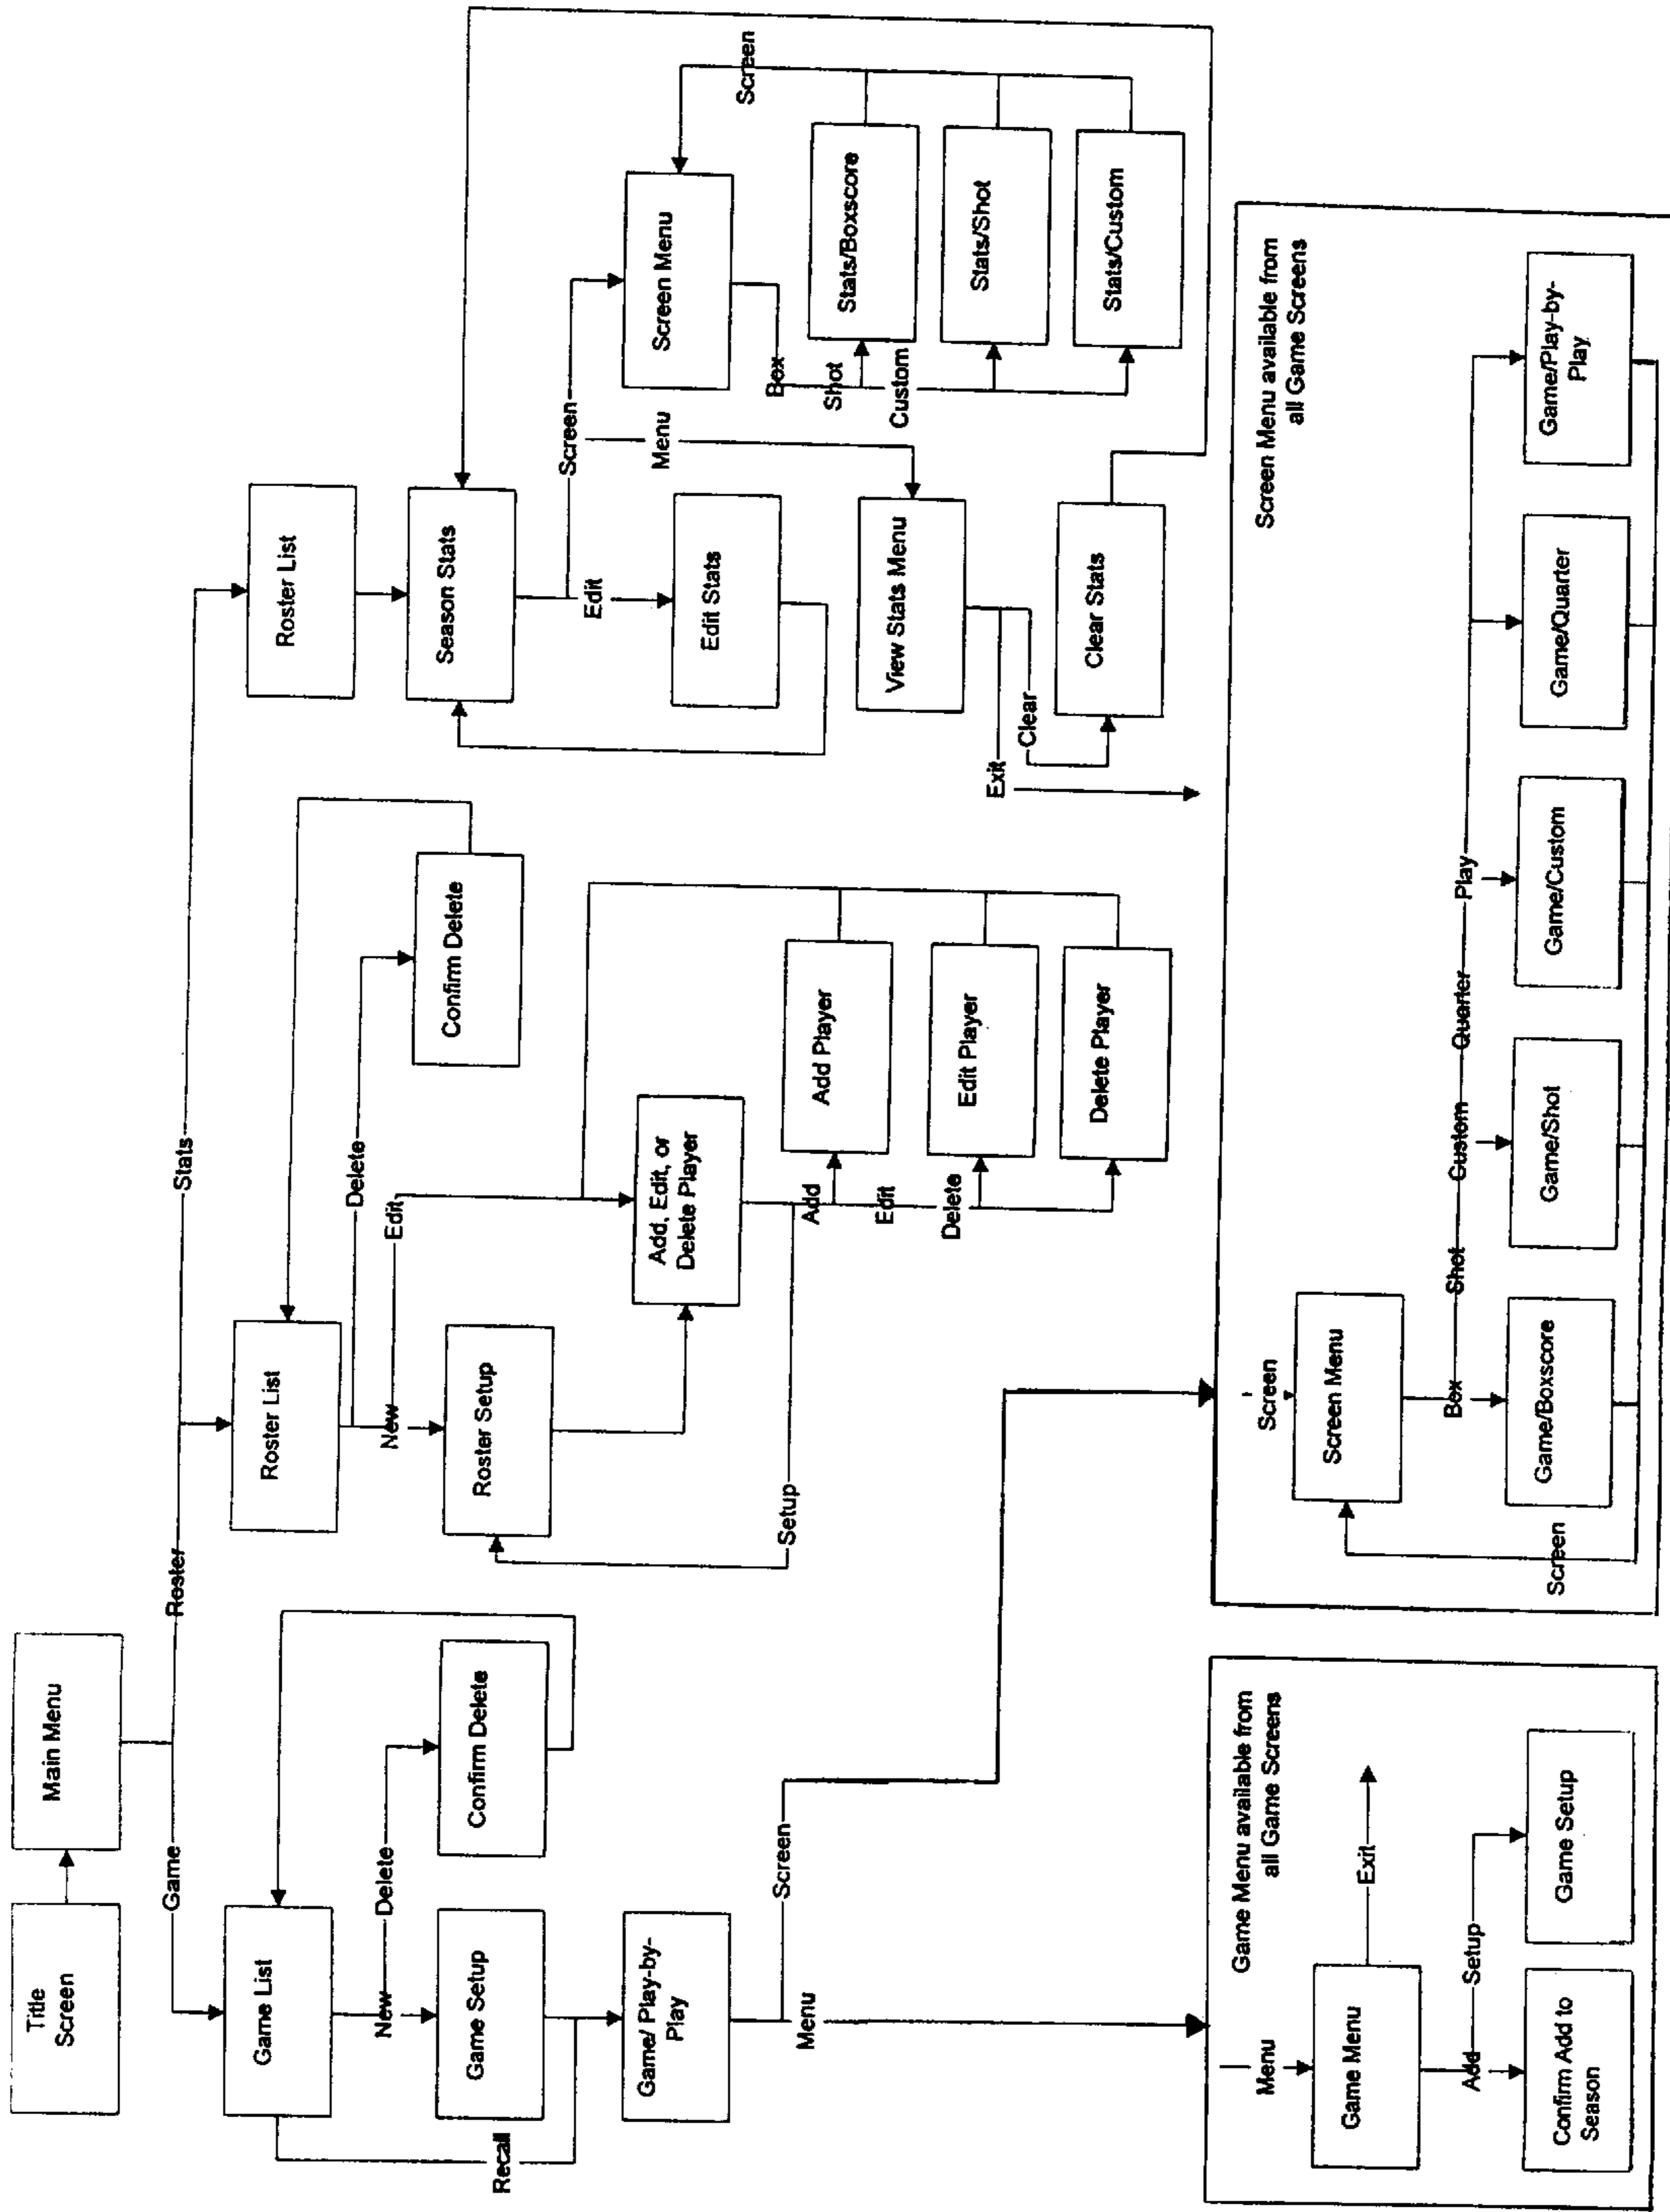 Title
Screen
Main Menu
Game
Roster
Stats
Game List
New
Delete
Recall
Game Setup
Confirm Delete
Game/ Play-by-
Play
Screen
Menu
Roster List
New
Edit
Delete
Confirm Delete
Roster Setup
Add, Edit, or
Delete Player
Setup
Add
Edit
Delete
Add Player
Edit Player
Delete Player
Roster List
Season Stats
Edit
Screen
Menu
Edit Stats
Screen Menu
Screen
Box
Shot
Custom
Stats/Boxscore
Stats/Shot
Stats/Custom
View Stats Menu
Exit
Clear
Clear Stats
Game Menu available from
all Game Screens
Menu
Game Menu
Exit
Add
Setup
Confirm Add to
Season
Game Setup
Screen Menu available from
all Game Screens
Screen
Screen Menu
Box
Shot
Custom
Quarter
Play
Game/Boxscore
Game/Shot
Game/Custom
Game/Quarter
Game/Play-by-
Play
Screen